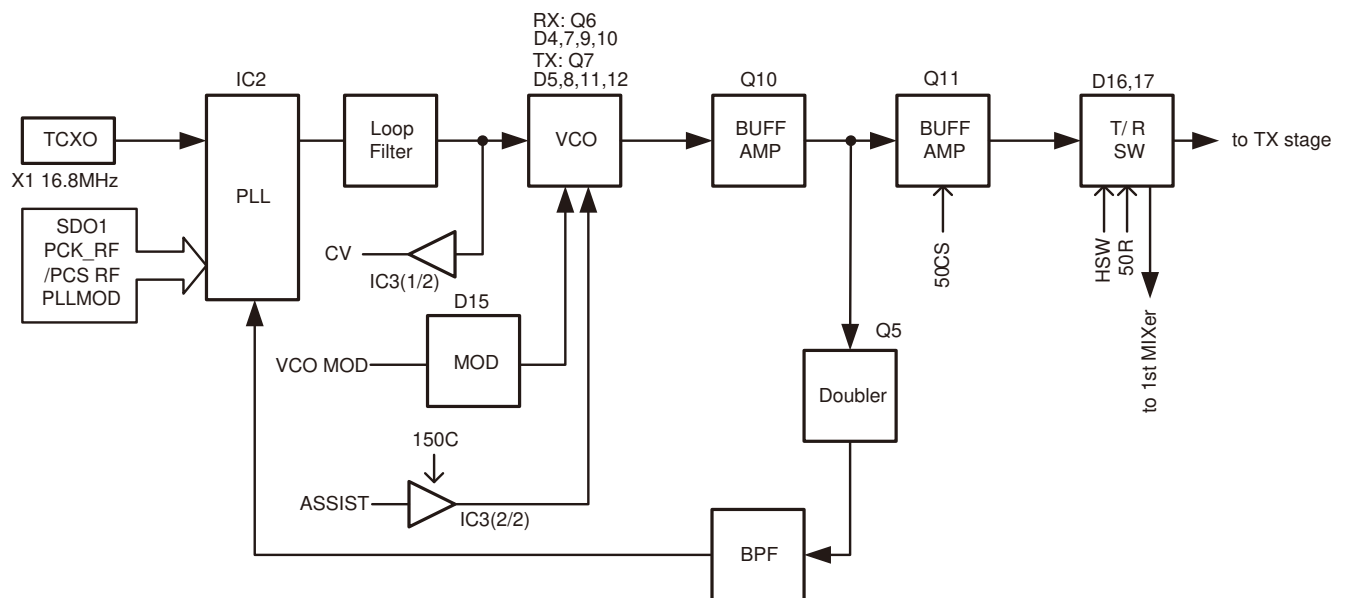 RX: Q6
D4,7,9,10
TX: Q7
D5,8,11,12
IC2
Q10
Q11
D16,17
TCXO
X1 16.8MHz
PLL
Loop
Filter
VCO
BUFF
AMP
BUFF
AMP
T/R
SW
to TX stage
SDO1
PCK_RF
/PCS RF
PLLMOD
CV
IC3(1/2)
50CS
HSW
50R
to 1st MIXer
D15
VCO MOD
MOD
Q5
Doubler
150C
ASSIST
IC3(2/2)
BPF